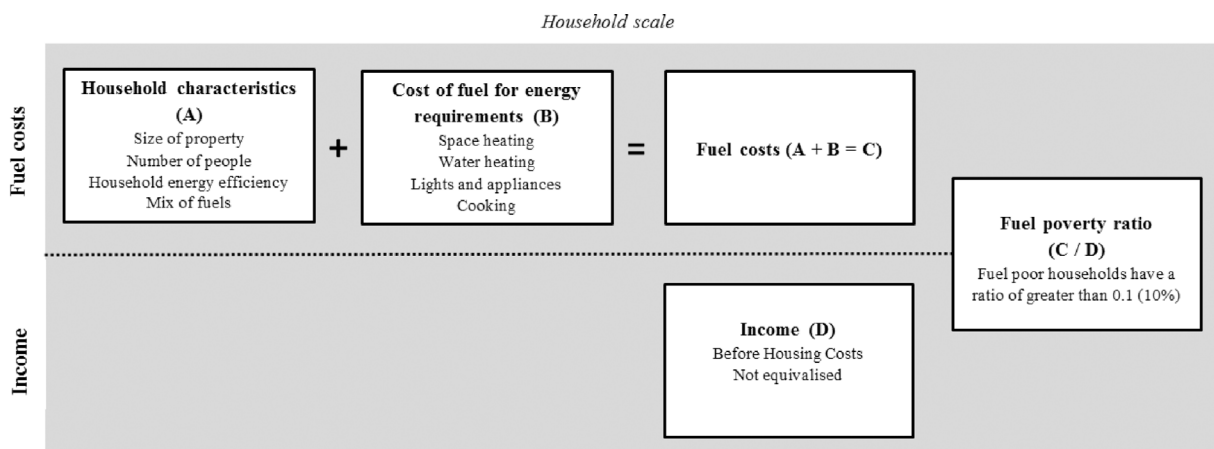 Household scale
Fuel costs
Household characteristics
(A)
Size of property
Number of people
Household energy efficiency
Mix of fuels
+
Cost of fuel for energy
requirements (B)
Space heating
Water heating
Lights and appliances
Cooking
=
Fuel costs (A + B = C)
Fuel poverty ratio
(C / D)
Fuel poor households have a
ratio of greater than 0.1 (10%)
Income
Income (D)
Before Housing Costs
Not equivalised